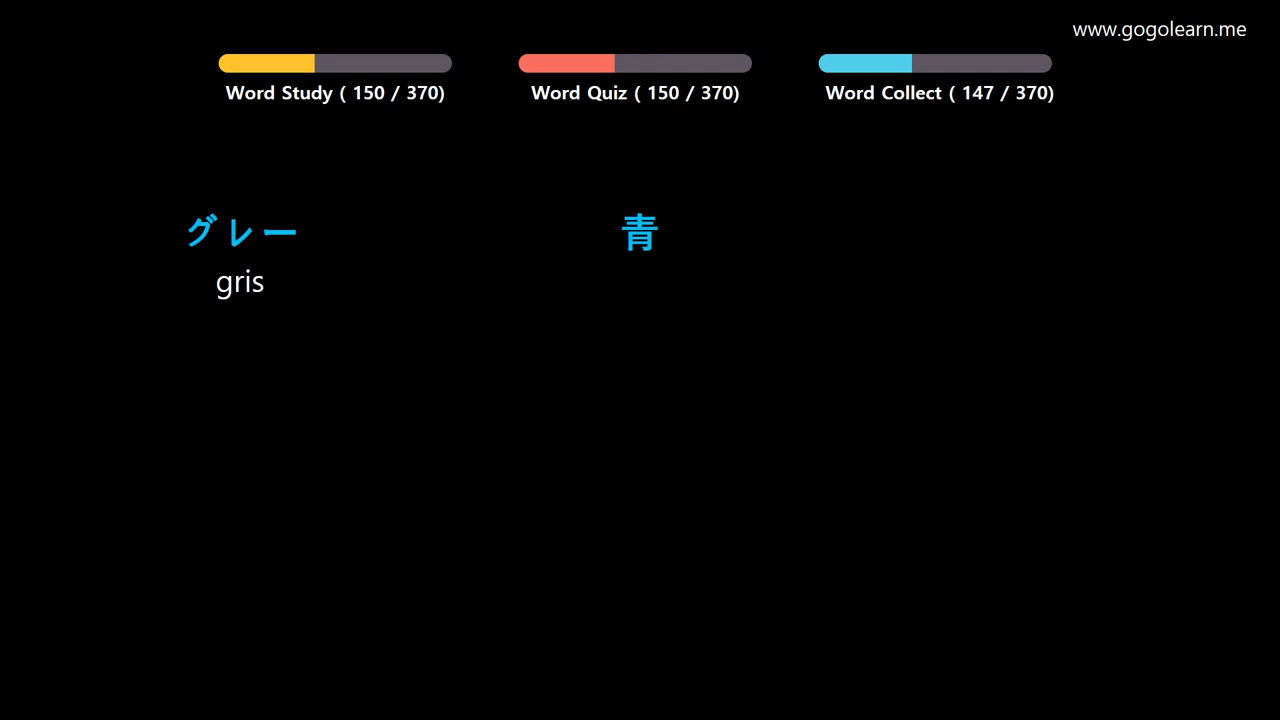 www.gogolearn.me
Word Study ( 150 / 370)
Word Quiz ( 150 / 370)
Word Collect ( 147 / 370)
グレー
青
gris